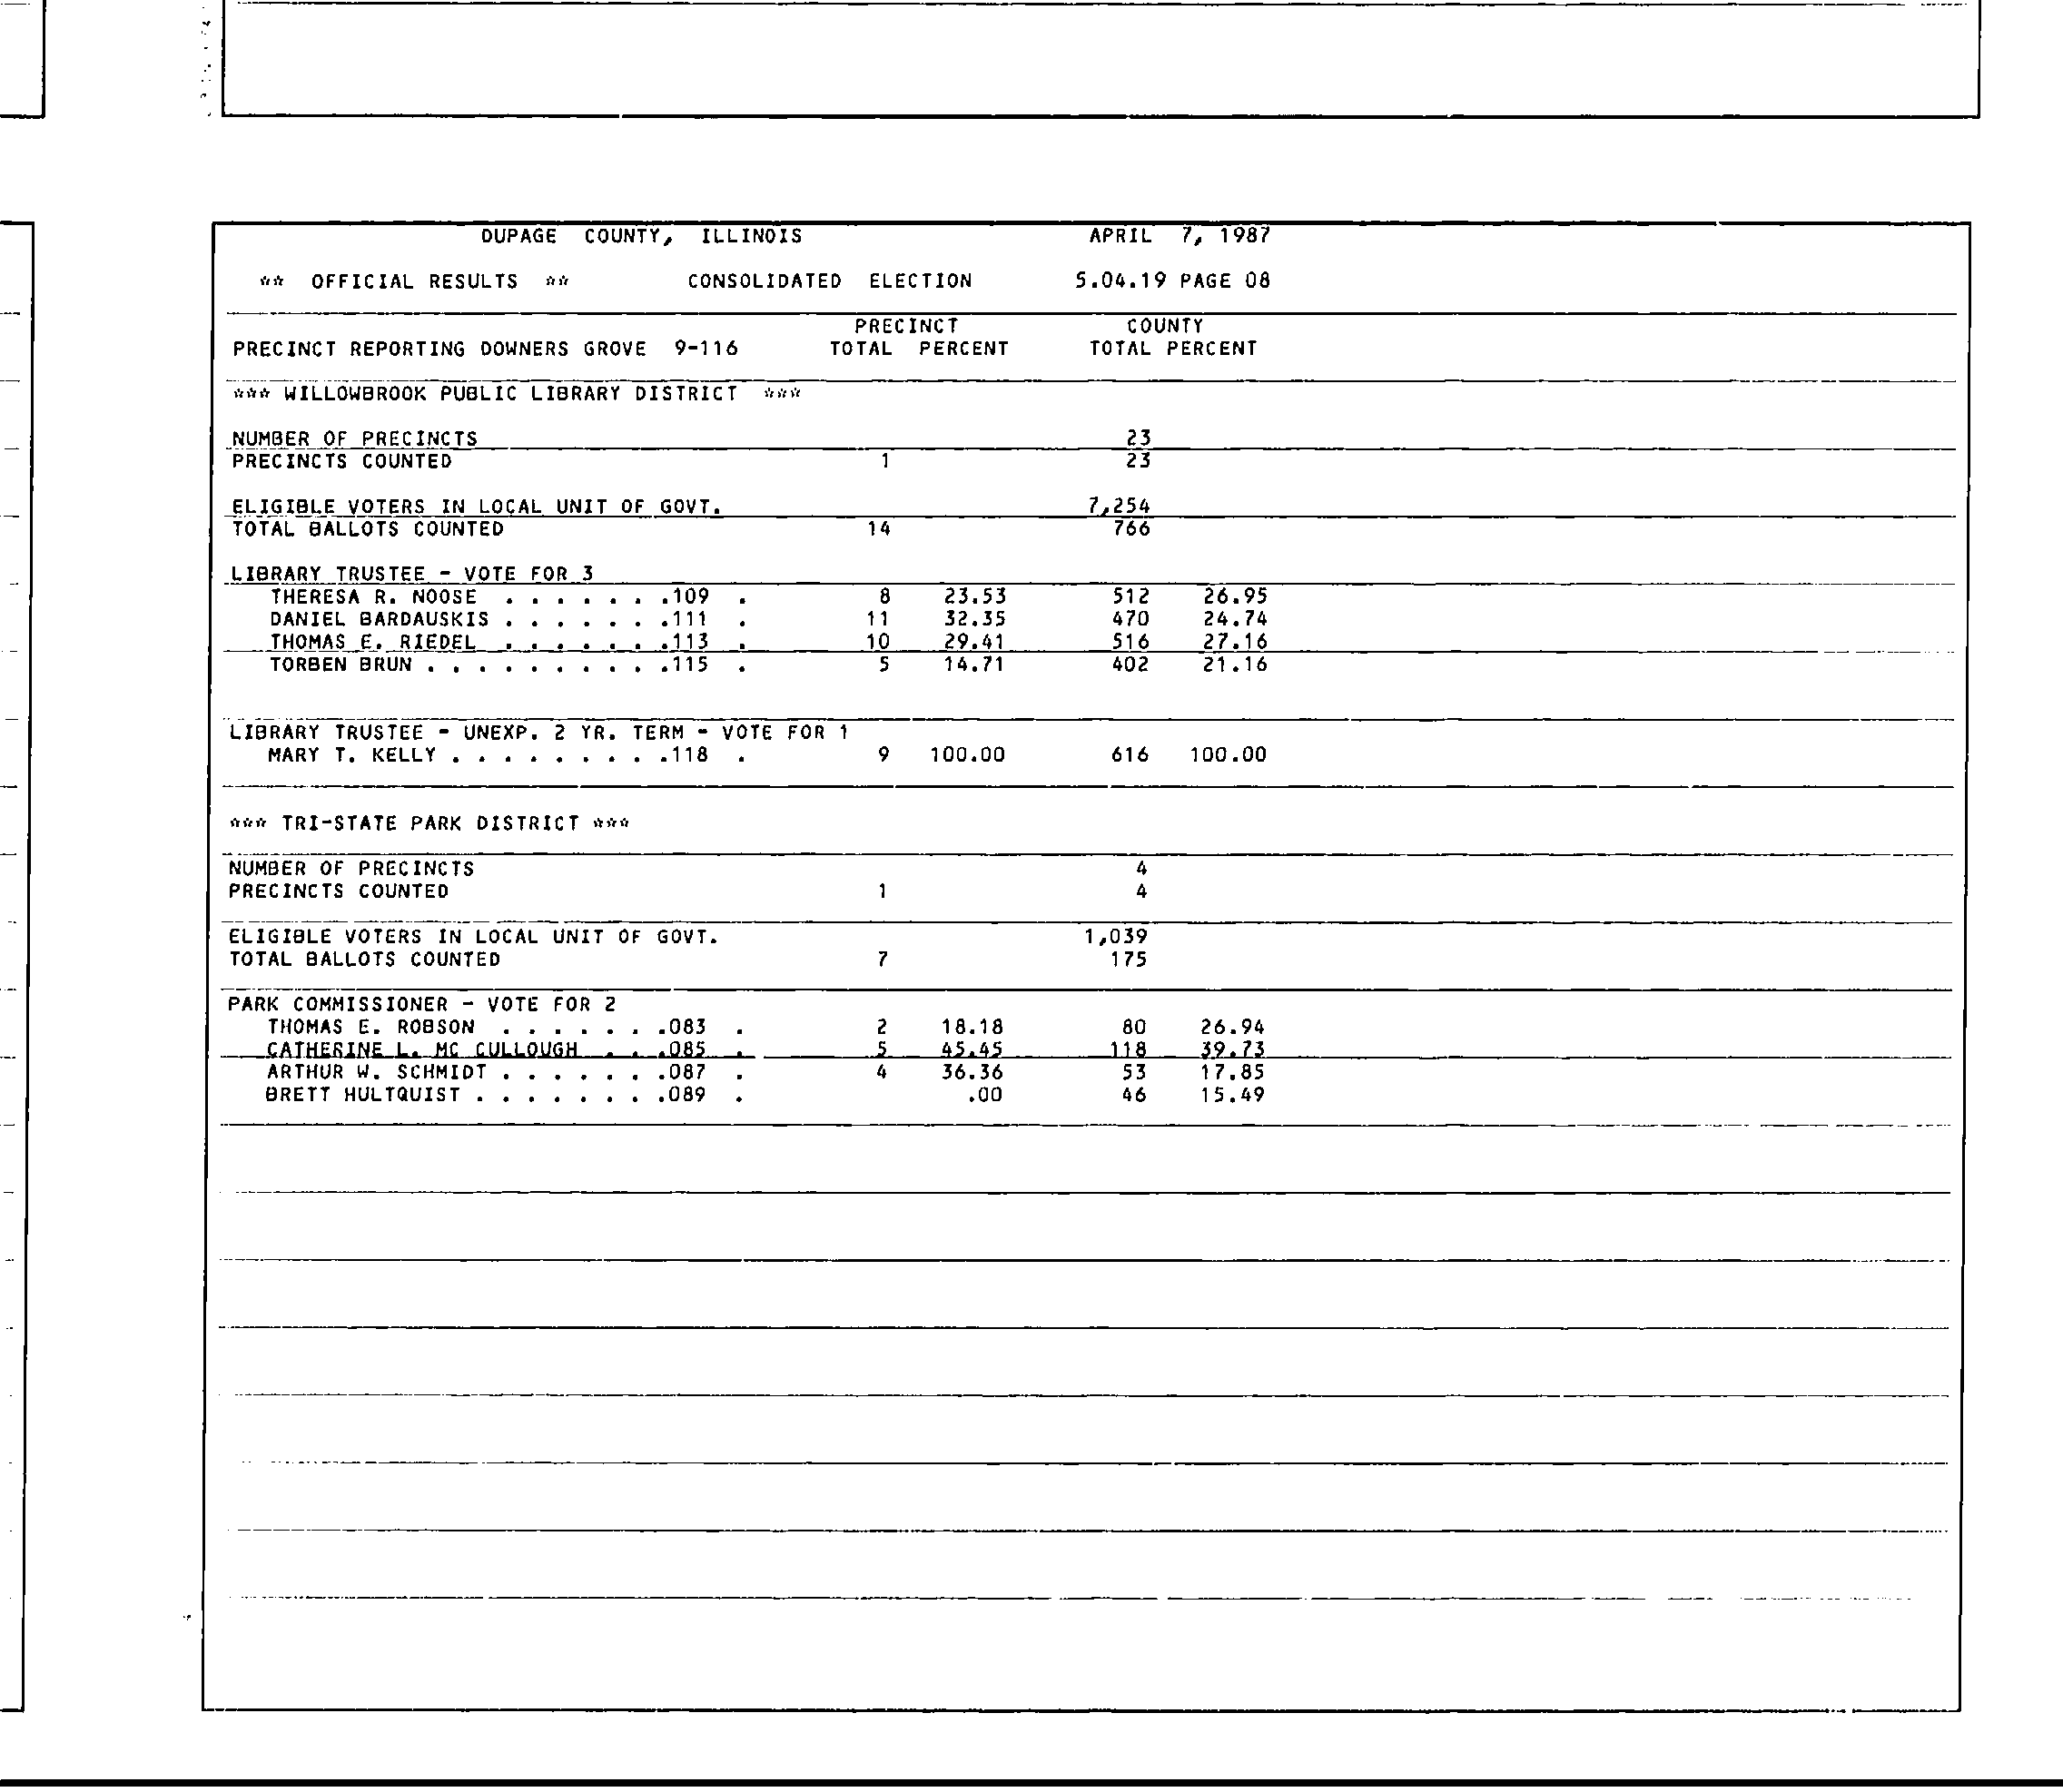 DUPAGE COUNTY, ILLINOIS APRIL 7, 1987
** OFFICIAL RESULTS ** CONSOLIDATED ELECTION 5.04.19 PAGE 08
PRECINCT COUNTY
PRECINCT REPORTING DOWNERS GROVE 9-116 TOTAL PERCENT TOTAL PERCENT
*** WILLOWBROOK PUBLIC LIBRARY DISTRICT ***
NUMBER OF PRECINCTS 23
PRECINCTS COUNTED 1 23
ELIGIBLE VOTERS IN LOCAL UNIT OF GOVT. 7,254
TOTAL BALLOTS COUNTED 14 766
LIBRARY TRUSTEE - VOTE FOR 3
THERESA R. NOOSE . . . . . . .109 . 8 23.53 512 26.95
DANIEL BARDAUSKIS . . . . . . .111 . 11 32.35 470 24.74
THOMAS E. RIEDEL . . . . . . .113 . 10 29.41 516 27.16
TORBEN BRUN . . . . . . . . . .115 . 5 14.71 402 21.16
LIBRARY TRUSTEE - UNEXP. 2 YR. TERM - VOTE FOR 1
MARY T. KELLY . . . . . . . . .118 . 9 100.00 616 100.00
*** TRI-STATE PARK DISTRICT ***
NUMBER OF PRECINCTS 4
PRECINCTS COUNTED 1 4
ELIGIBLE VOTERS IN LOCAL UNIT OF GOVT. 1,039
TOTAL BALLOTS COUNTED 7 175
PARK COMMISSIONER - VOTE FOR 2
THOMAS E. ROBSON . . . . . . .083 . 2 18.18 80 26.94
CATHERINE L. MC CULLOUGH . . .085 . 5 45.45 118 39.73
ARTHUR W. SCHMIDT . . . . . . .087 . 4 36.36 53 17.85
BRETT HULTQUIST . . . . . . . .089 . .00 46 15.49